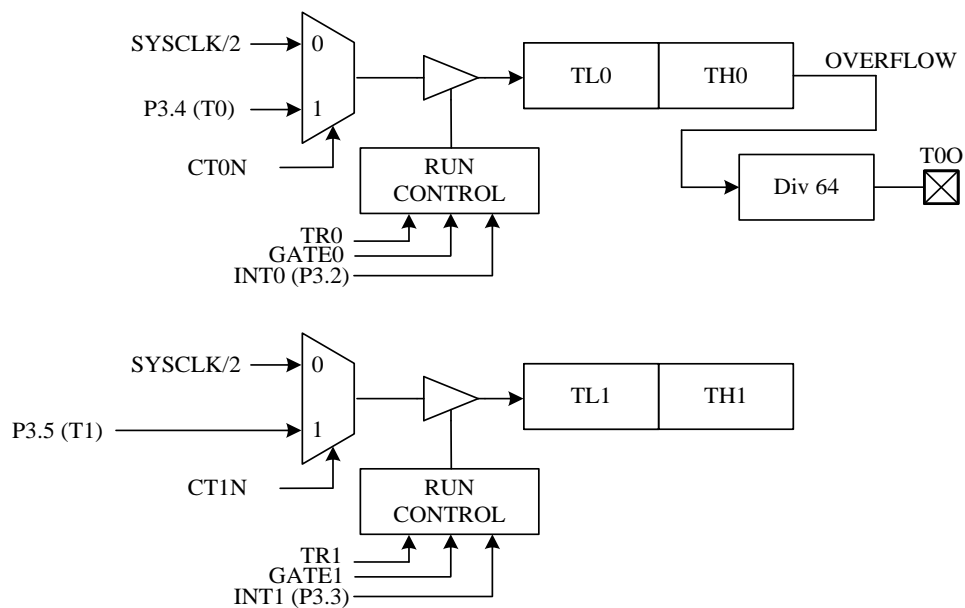 SYSCLK/2
0
TL0
TH0
OVERFLOW
P3.4 (T0)
1
CT0N
RUN
CONTROL
Div 64
T0O
TR0
GATE0
INT0 (P3.2)
SYSCLK/2
0
TL1
TH1
P3.5 (T1)
1
CT1N
RUN
CONTROL
TR1
GATE1
INT1 (P3.3)